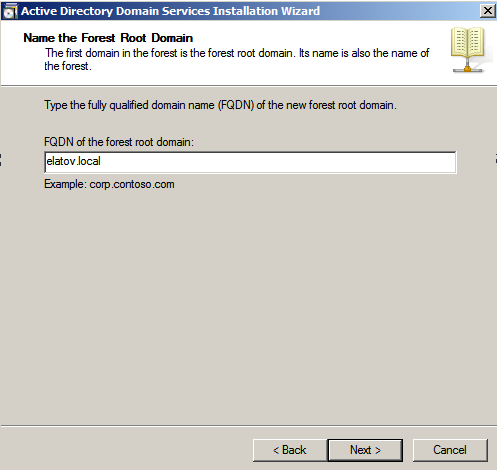 Active Directory Domain Services Installation Wizard
Name the Forest Root Domain
The first domain in the forest is the forest root domain. Its name is also the name of
the forest.
Type the fully qualified domain name (FQDN) of the new forest root domain.
FQDN of the forest root domain:
elatov.local
Example: corp.contoso.com
< Back
Next >
Cancel